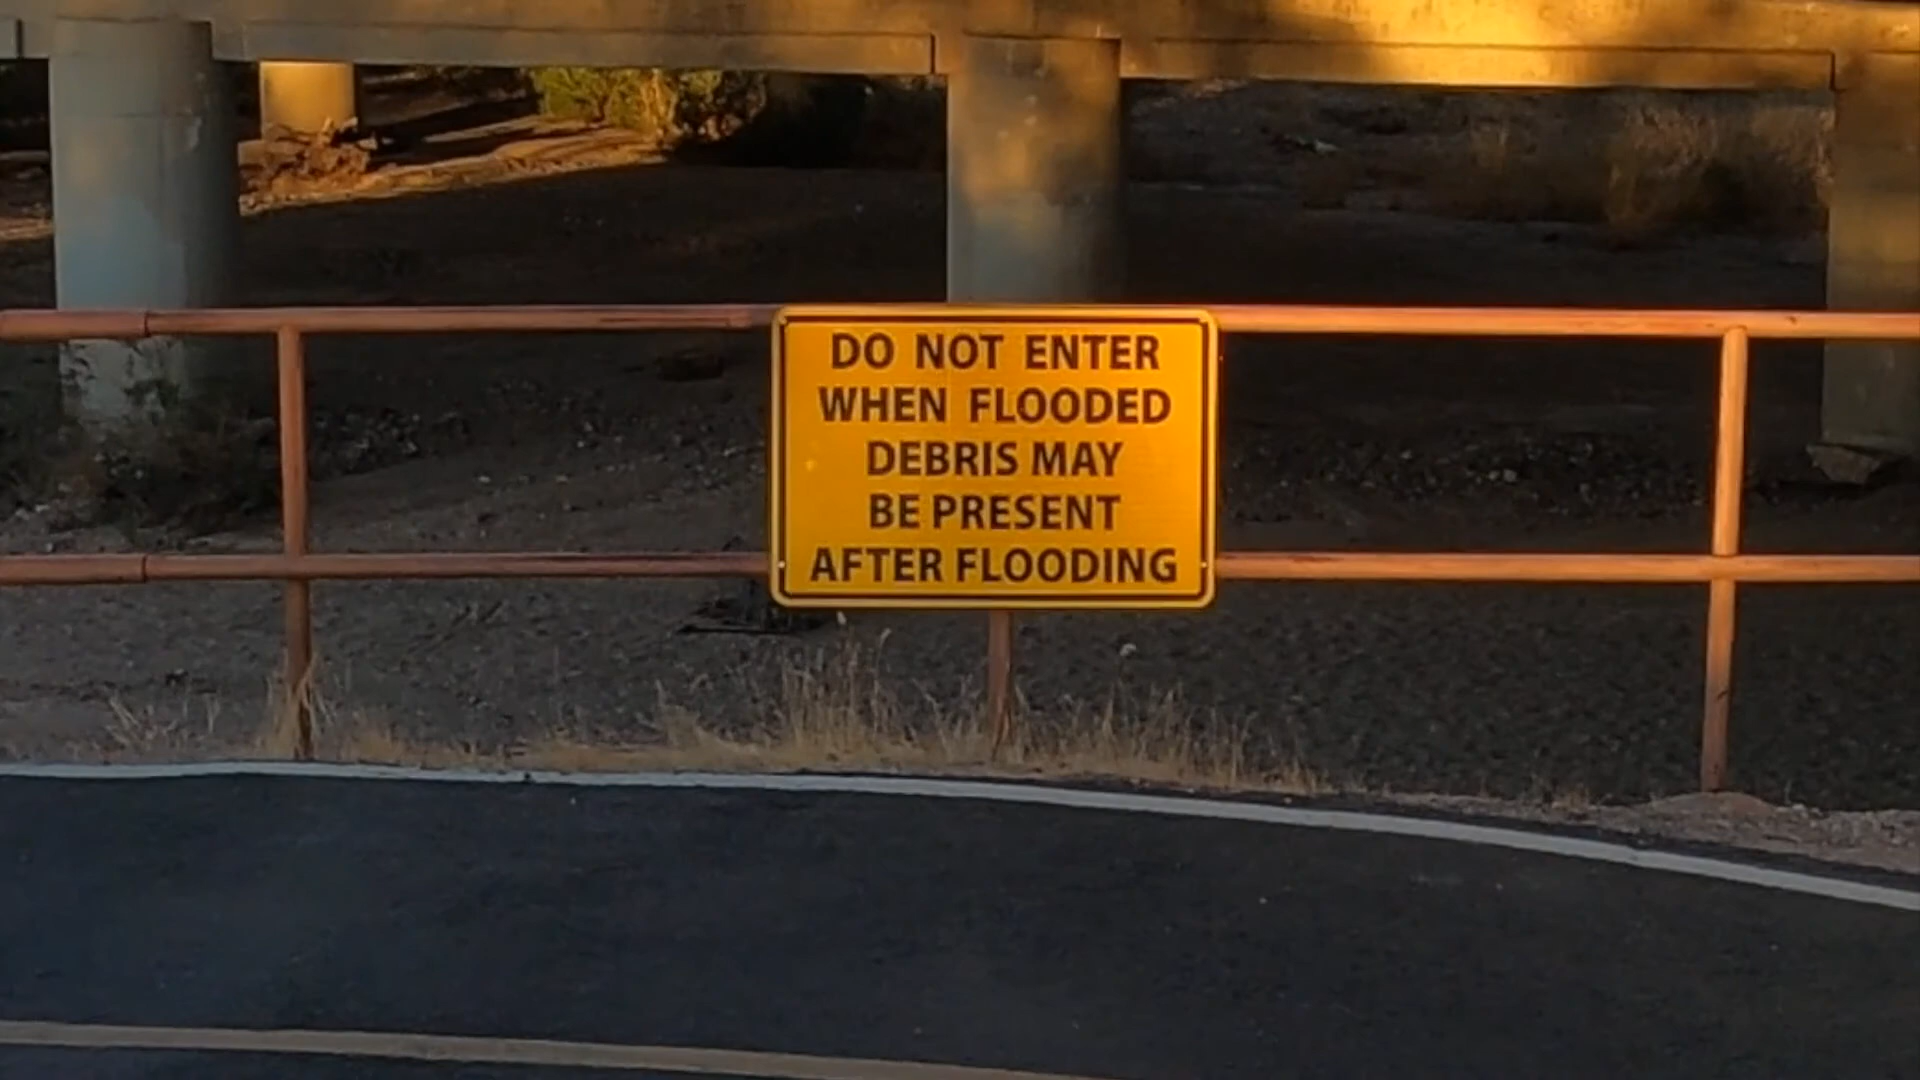 DO NOT ENTER
WHEN FLOODED
DEBRIS MAY
BE PRESENT
AFTER FLOODING